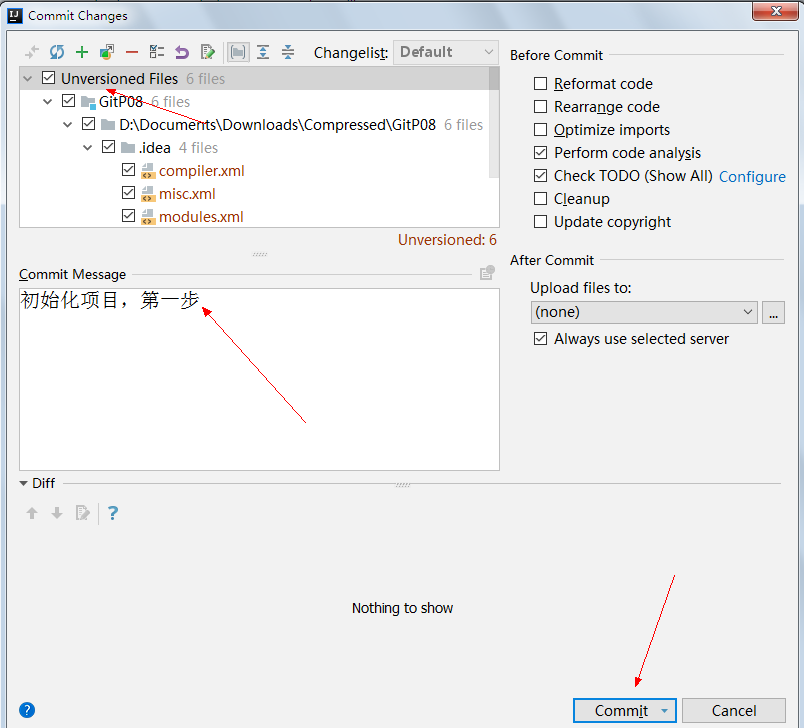 Commit Changes
Changelist: Default
Unversioned Files 6 files
GitP08 6 files
D:\Documents\Downloads\Compressed\GitP08 6 files
.idea 4 files
compiler.xml
misc.xml
modules.xml
Unversioned: 6
Commit Message
初始化项目，第一步
Before Commit
Reformat code
Rearrange code
Optimize imports
Perform code analysis
Check TODO (Show All) Configure
Cleanup
Update copyright
After Commit
Upload files to:
(none) ...
Always use selected server
Diff
?
Nothing to show
? Commit Cancel